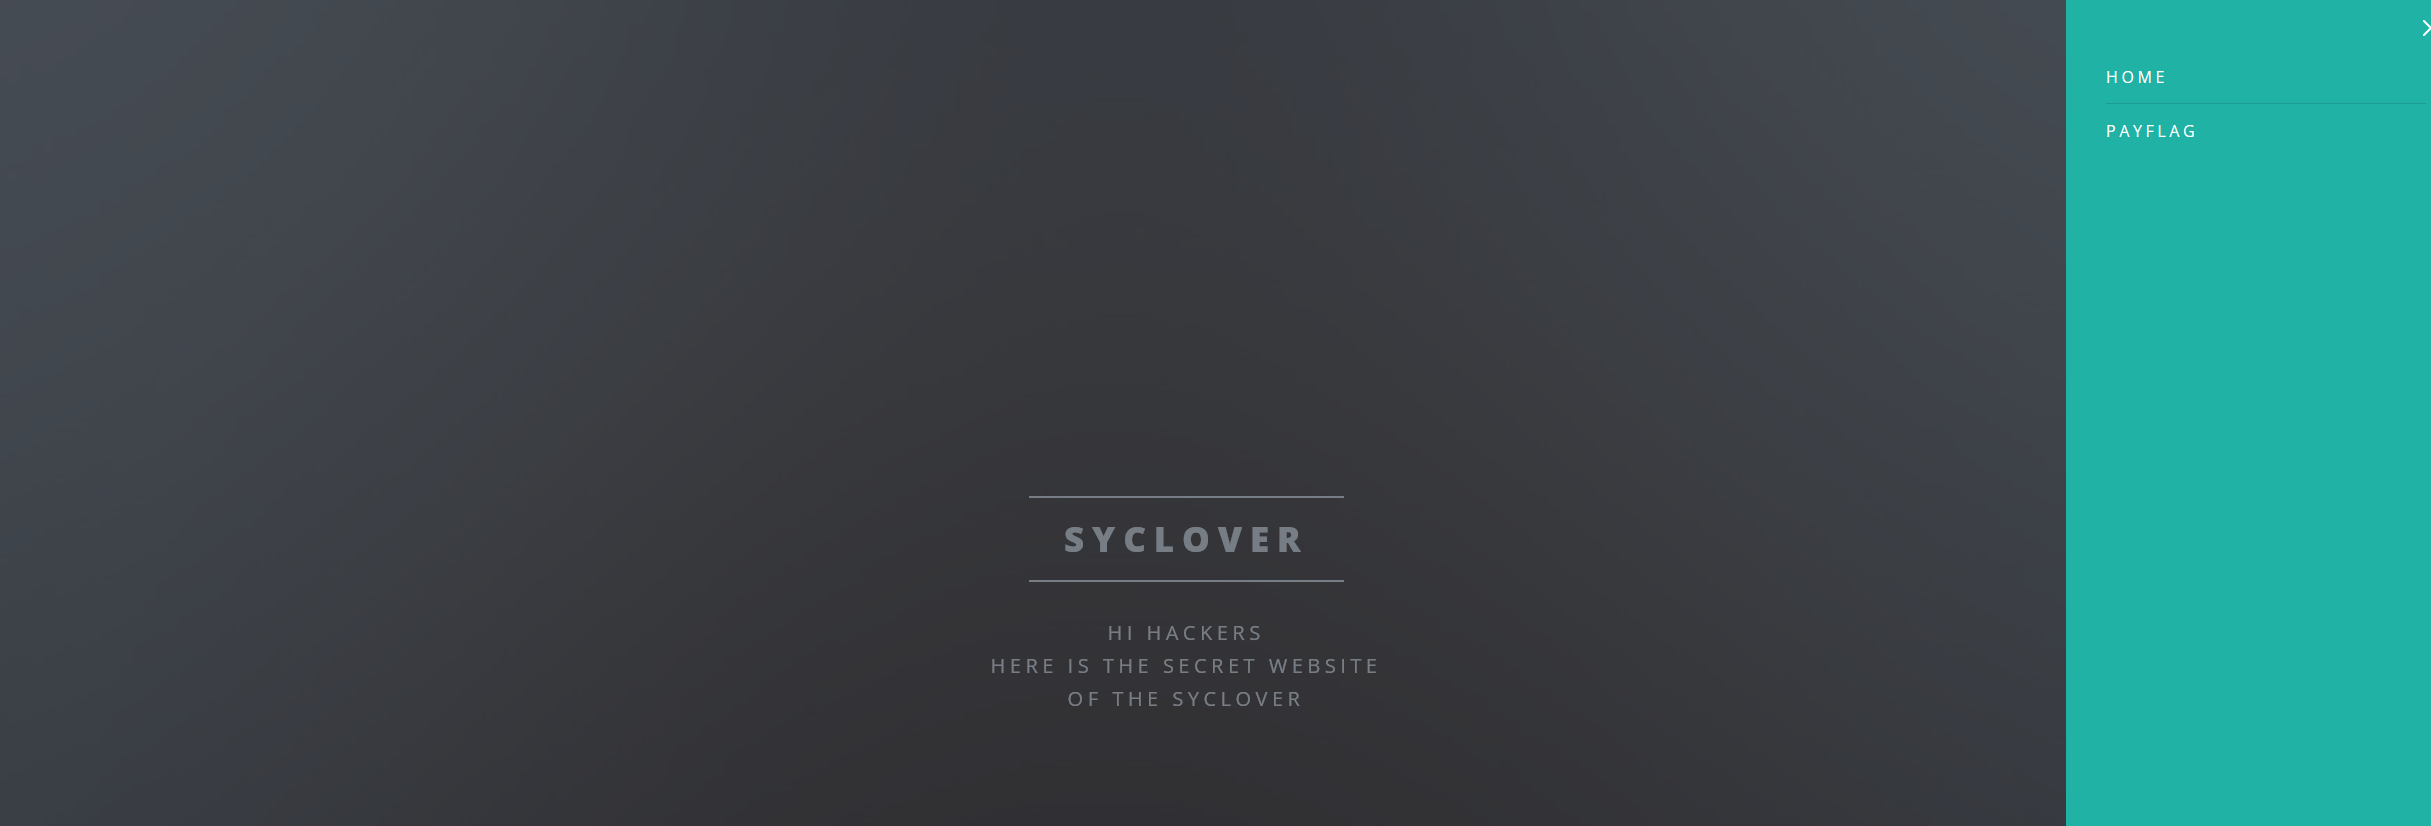 HOME
PAYFLAG
SYCLOVER
HI HACKERS
HERE IS THE SECRET WEBSITE
OF THE SYCLOVER